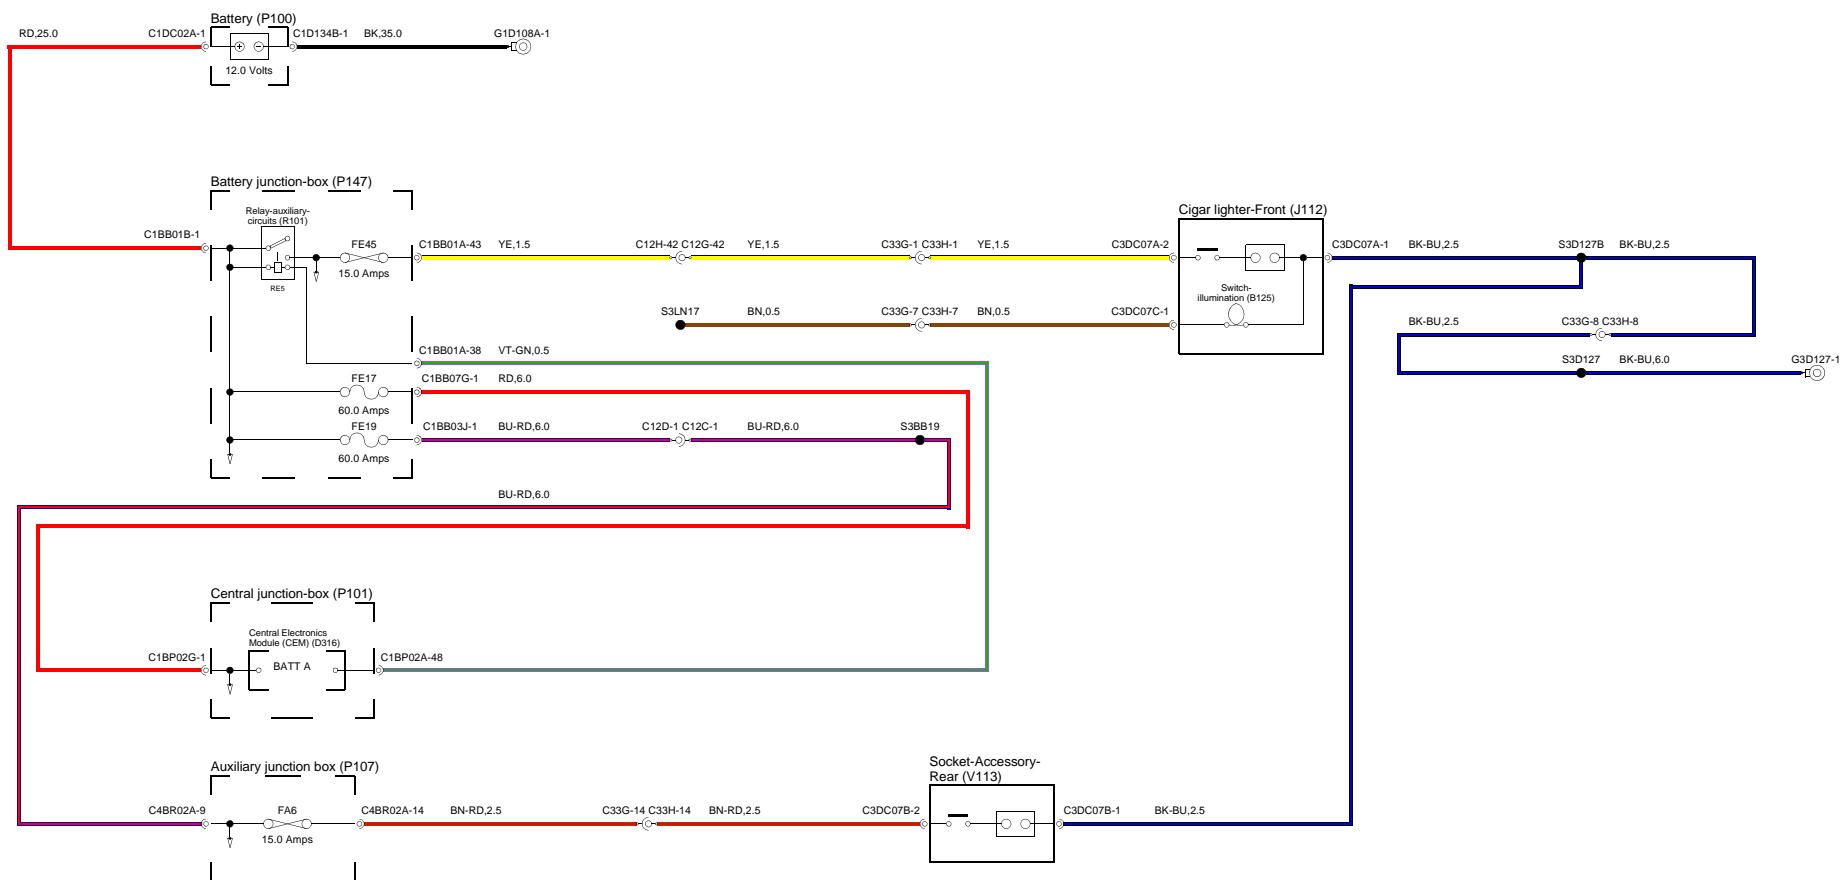 Battery (P100)
RD,25.0
C1DC02A-1
C1D134B-1
BK,35.0
G1D108A-1
12.0 Volts
Battery junction-box (P147)
Relay-auxiliary-
circuits (R101)
C1BB01B-1
RE5
FE45
15.0 Amps
C1BB01A-43
YE,1.5
C12H-42 C12G-42
YE,1.5
C33G-1 C33H-1
YE,1.5
C3DC07A-2
Cigar lighter-Front (J112)
Switch-
illumination (B125)
C3DC07A-1
BK-BU,2.5
S3D127B
BK-BU,2.5
S3LN17
BN,0.5
C33G-7 C33H-7
BN,0.5
C3DC07C-1
BK-BU,2.5
C33G-8 C33H-8
S3D127
BK-BU,6.0
G3D127-1
C1BB01A-38
VT-GN,0.5
FE17
60.0 Amps
C1BB07G-1
RD,6.0
FE19
60.0 Amps
C1BB03J-1
BU-RD,6.0
C12D-1 C12C-1
BU-RD,6.0
S3BB19
BU-RD,6.0
Central junction-box (P101)
Central Electronics
Module (CEM) (D316)
C1BP02G-1
BATT A
C1BP02A-48
Auxiliary junction box (P107)
C4BR02A-9
FA6
15.0 Amps
C4BR02A-14
BN-RD,2.5
C33G-14 C33H-14
BN-RD,2.5
C3DC07B-2
Socket-Accessory-
Rear (V113)
C3DC07B-1
BK-BU,2.5